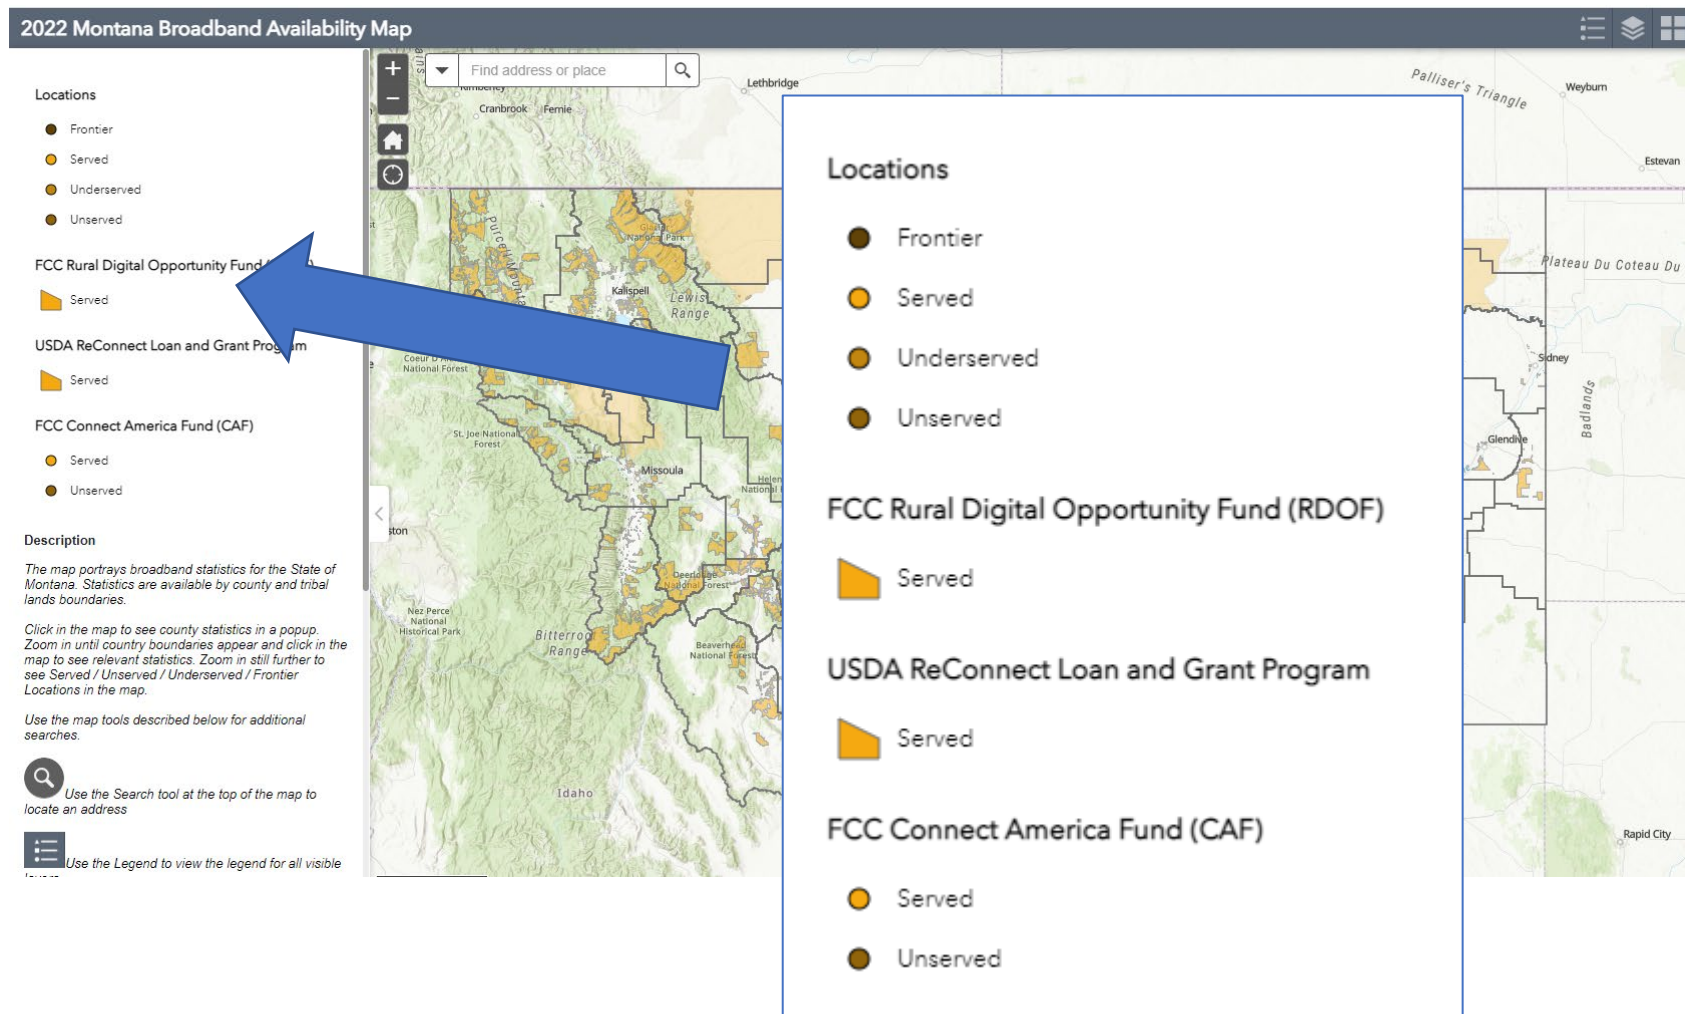 2022 Montana Broadband Availability Map
Find address or place
Locations
Frontier
Served
Underserved
Unserved
FCC Rural Digital Opportunity Fund
Served
USDA ReConnect Loan and Grant
Served
FCC Connect America Fund (CAF)
Served
Unserved
Description
The map portrays broadband statistics for the State of
Montana. Statistics are available by county and tribal
lands boundaries.
Click in the map to see county statistics in a popup.
Zoom in until country boundaries appear and click in the
map to see relevant statistics. Zoom in still further to
see Served / Unserved / Underserved / Frontier
Locations in the map.
Use the map tools described below for additional
searches.
Use the Search tool at the top of the map to
locate an address
Use the Legend to view the legend for all visible
Cranbrook
Fernie
Lethbridge
Purcell
Glacier
National Park
Kalispell
Lewis
Range
National Forest
St. Joe National
Forest
Missoula
Nez Perce
National
Historical Park
Bitterroot
Range
Deerlodge
National Forest
Beaverhead
National Forest
Idaho
Locations
Frontier
Served
Underserved
Unserved
FCC Rural Digital Opportunity Fund (RDOF)
Served
USDA ReConnect Loan and Grant Program
Served
FCC Connect America Fund (CAF)
Served
Unserved
Palliser's Triangle
Weyburn
Estevan
Plateau Du Coteau Du
Sidney
Badlands
Glendive
Rapid City